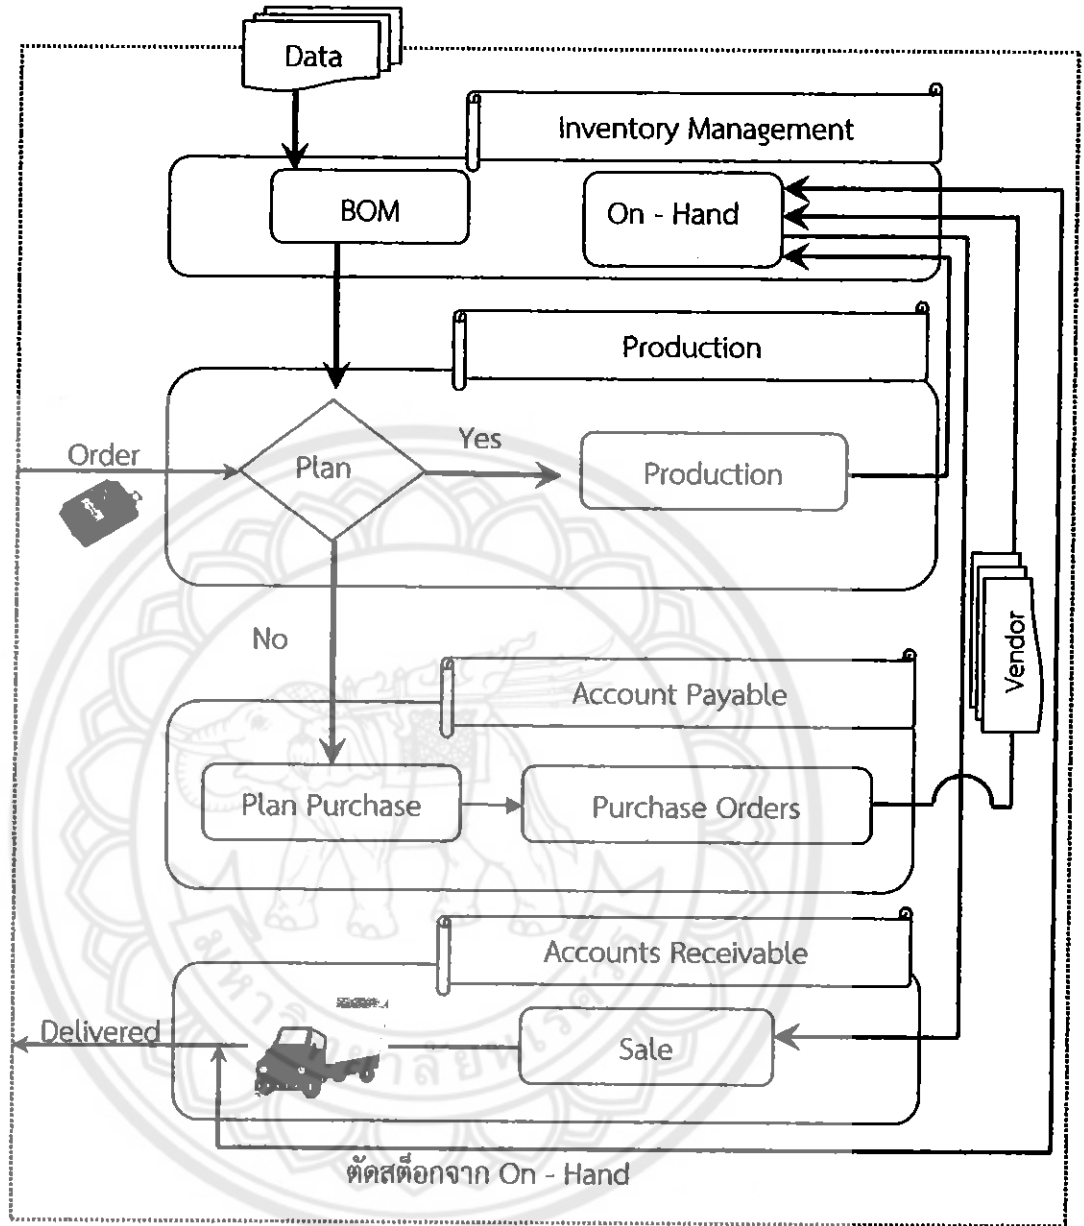 Data
Inventory Management
BOM
On - Hand
Production
Order
Plan
Yes
Production
No
Vendor
Account Payable
Plan Purchase
Purchase Orders
Accounts Receivable
Delivered
Sale
ตัดสต็อกจาก On - Hand